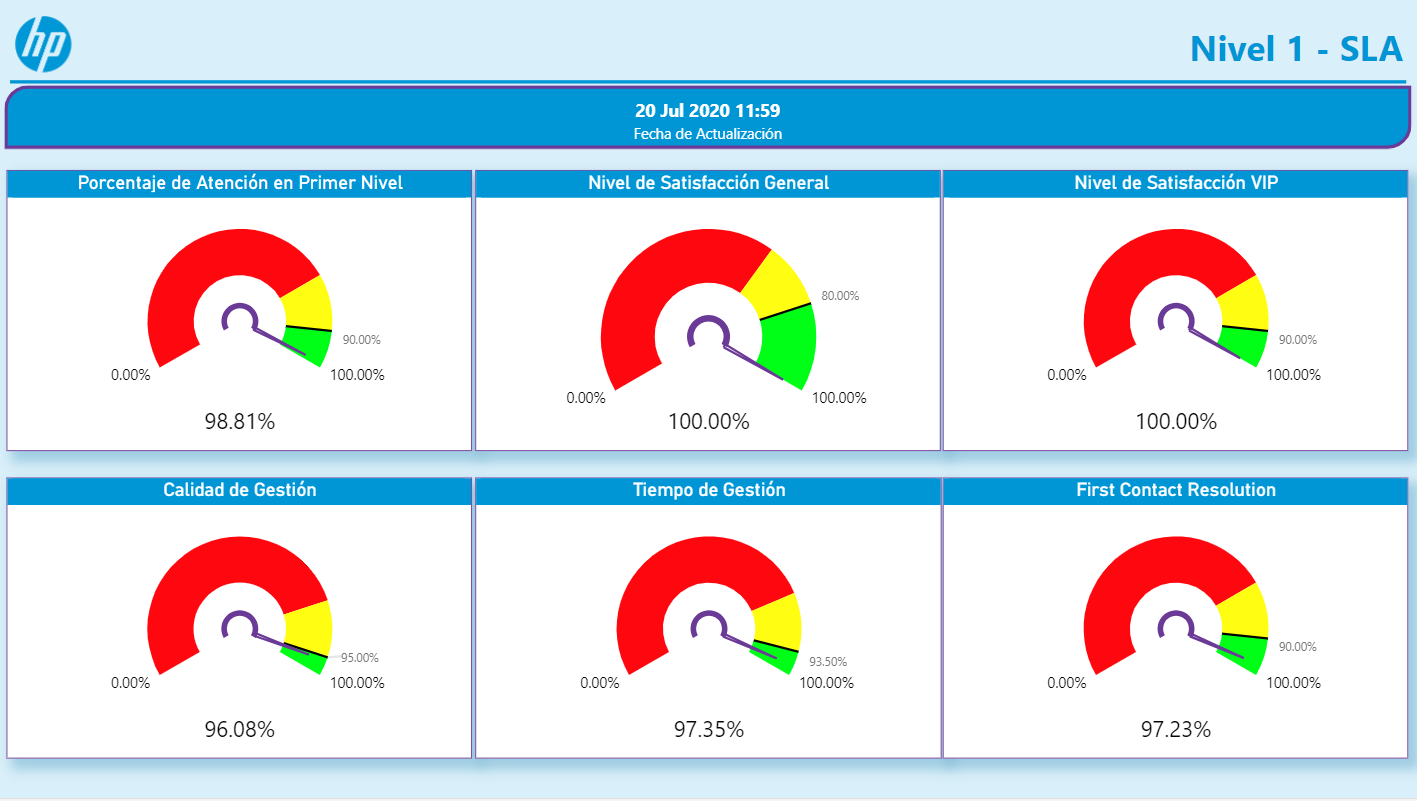 hp
Nivel 1 - SLA
20 Jul 2020 11:59
Fecha de Actualización
Porcentaje de Atención en Primer Nivel
90.00%
0.00%
100.00%
98.81%
Nivel de Satisfacción General
80.00%
0.00%
100.00%
100.00%
Nivel de Satisfacción VIP
90.00%
0.00%
100.00%
100.00%
Calidad de Gestión
95.00%
0.00%
100.00%
96.08%
Tiempo de Gestión
93.50%
0.00%
100.00%
97.35%
First Contact Resolution
90.00%
0.00%
100.00%
97.23%